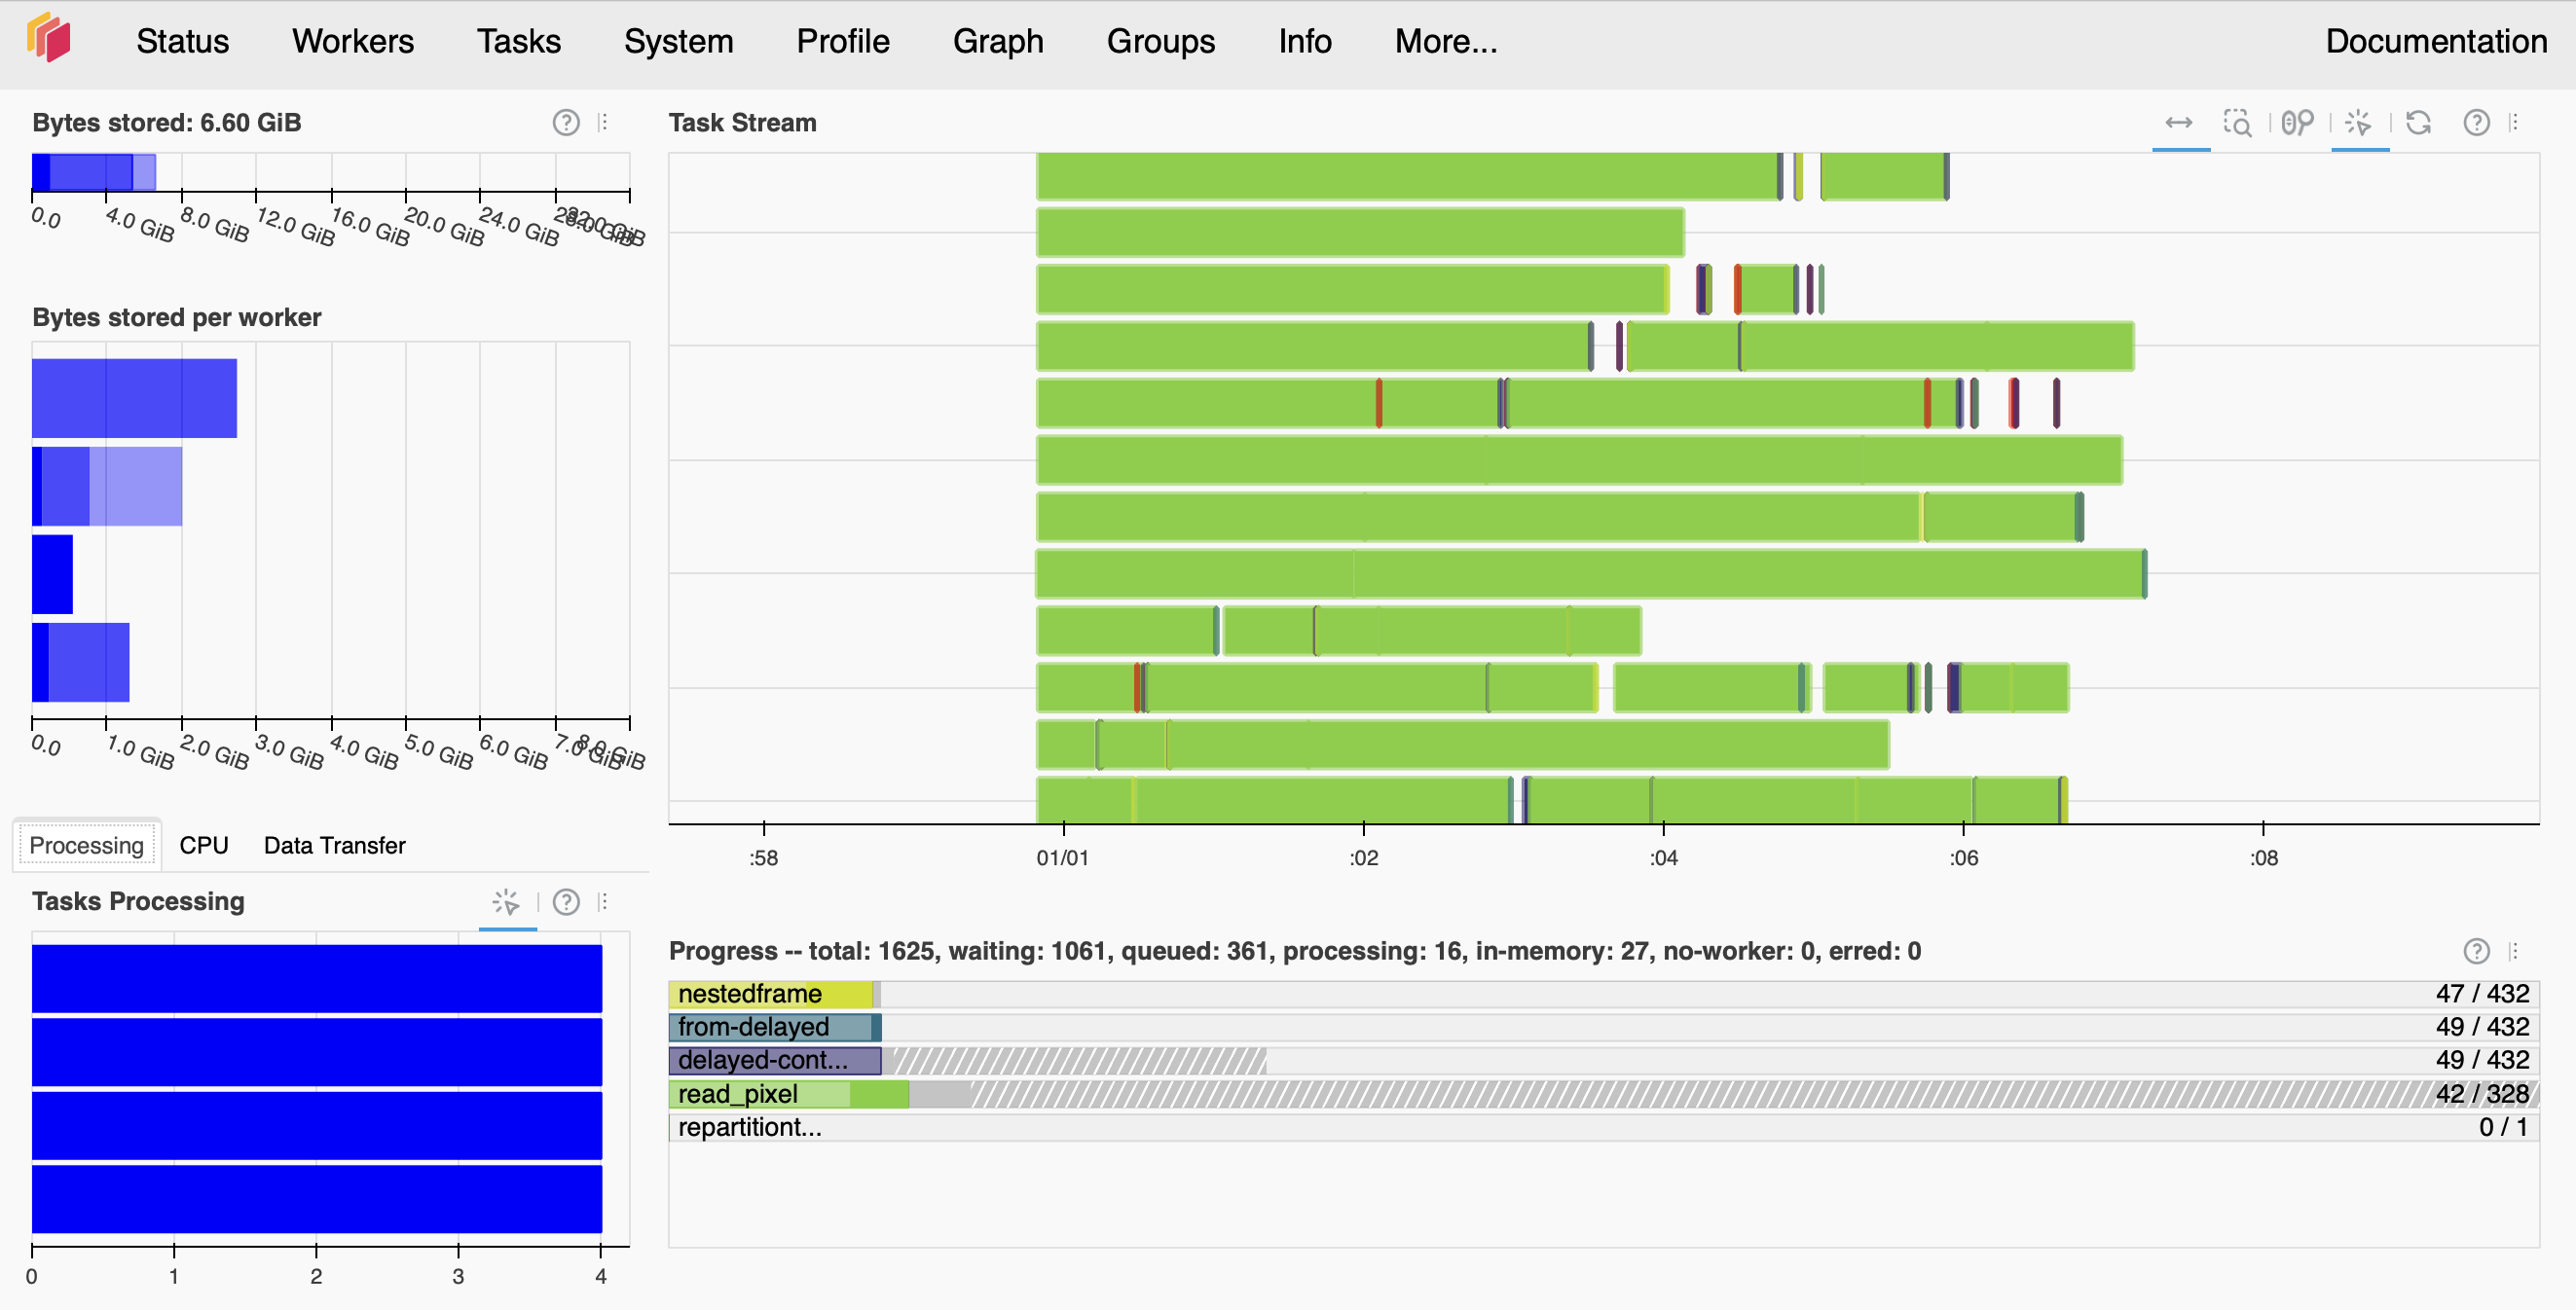 Status Workers Tasks System Profile Graph Groups Info More... Documentation
Bytes stored: 6.60 GiB
0.0 4.0 GiB 8.0 GiB 12.0 GiB 16.0 GiB 20.0 GiB 24.0 GiB 28.0 GiB 32.0 GiB
Bytes stored per worker
0.0 1.0 GiB 2.0 GiB 3.0 GiB 4.0 GiB 5.0 GiB 6.0 GiB 7.0 GiB 8.0 GiB
Processing CPU Data Transfer
Tasks Processing
0 1 2 3 4
Task Stream
:58 01/01 :02 :04 :06 :08
Progress -- total: 1625, waiting: 1061, queued: 361, processing: 16, in-memory: 27, no-worker: 0, erred: 0
nestedframe 47 / 432
from-delayed 49 / 432
delayed-cont... 49 / 432
read_pixel 42 / 328
repartitiont... 0 / 1